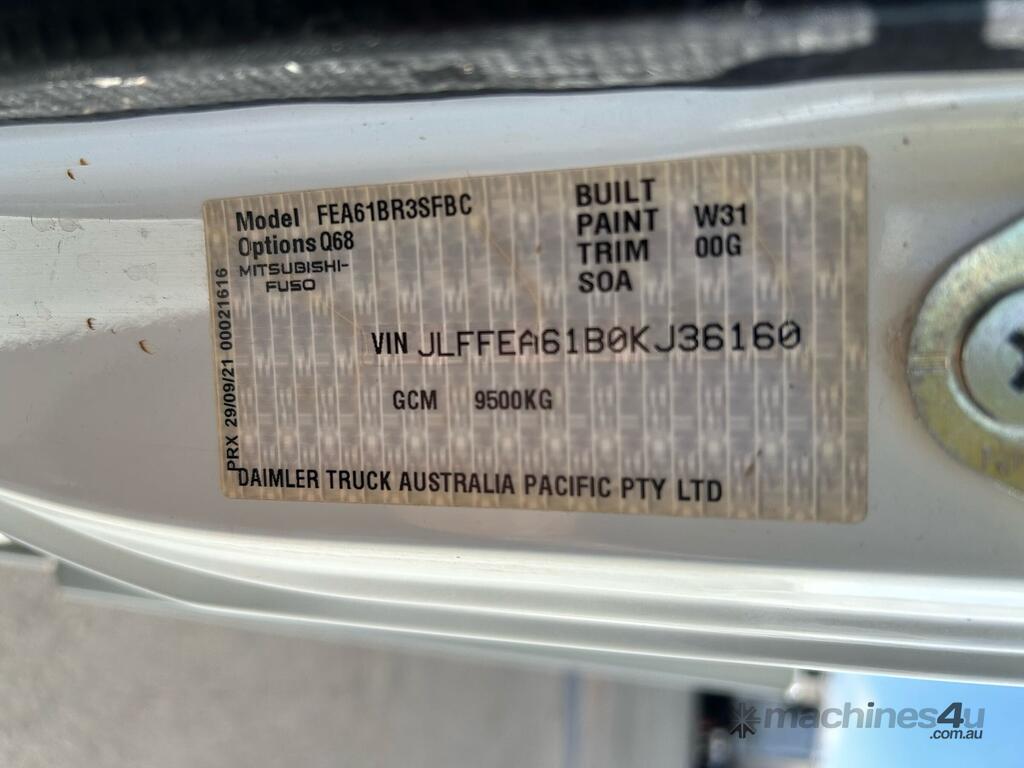 Model FEA61BR3SFBC
Options Q68
MITSUBISHI-
FUSO
BUILT
PAINT W31
TRIM 00G
SOA
VIN JLFFEA61B0KJ36160
GCM 9500KG
DAIMLER TRUCK AUSTRALIA PACIFIC PTY LTD
PRX 29/09/21 00021616
machines4u
.com.au